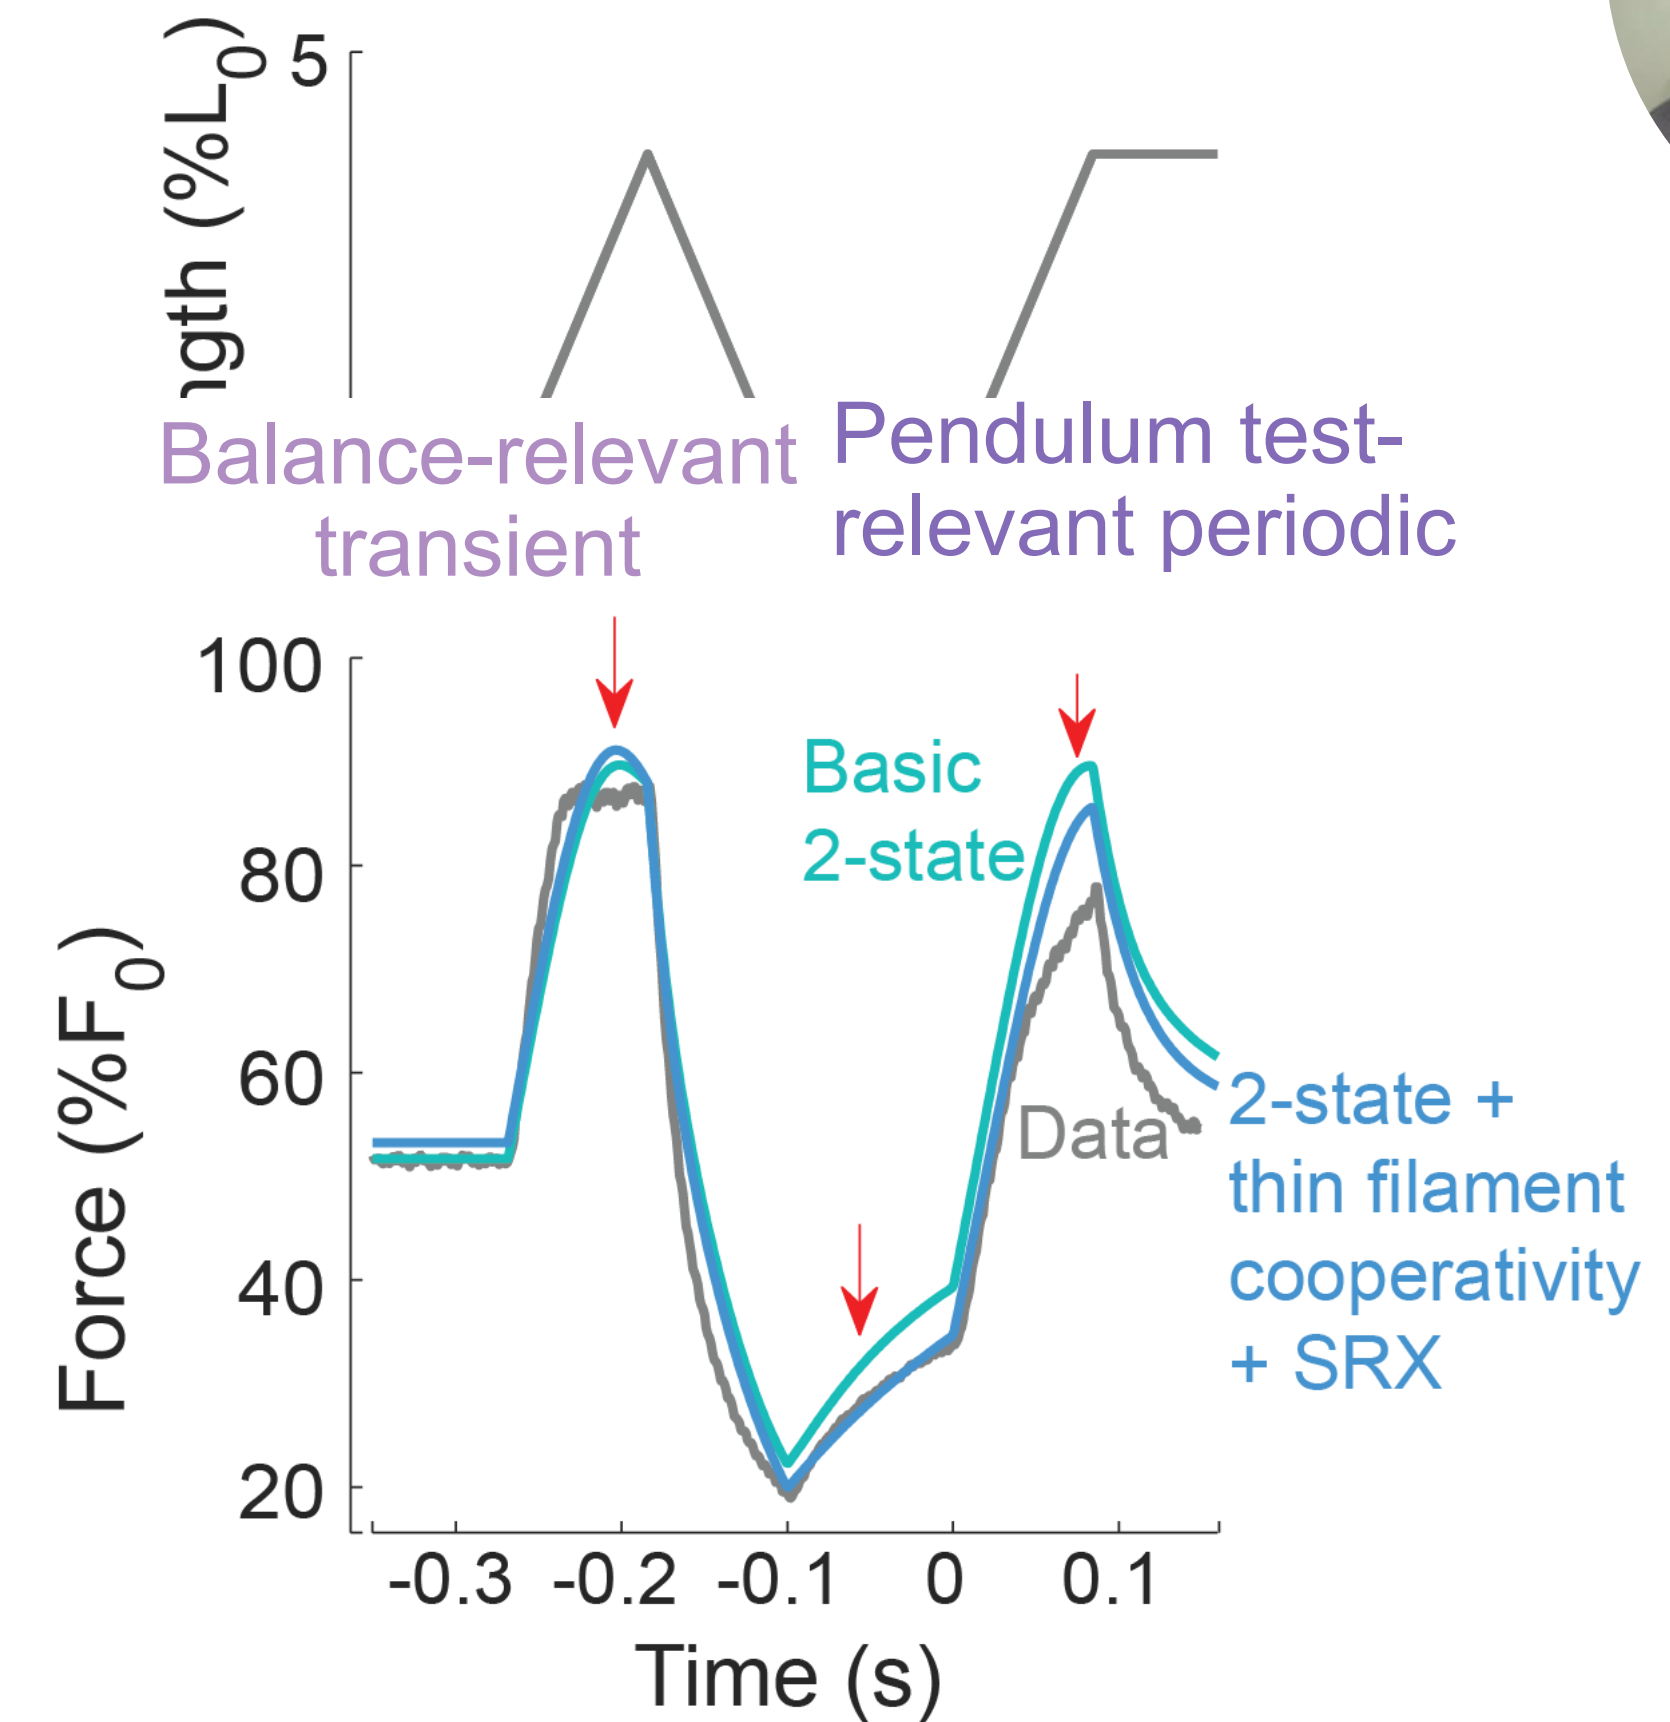 5
ngth (%L0)
Balance-relevant
transient
Pendulum test-
relevant periodic
100
80
60
40
20
Force (%F0)
Basic
2-state
Data
2-state +
thin filament
cooperativity
+ SRX
-0.3 -0.2 -0.1 0 0.1
Time (s)